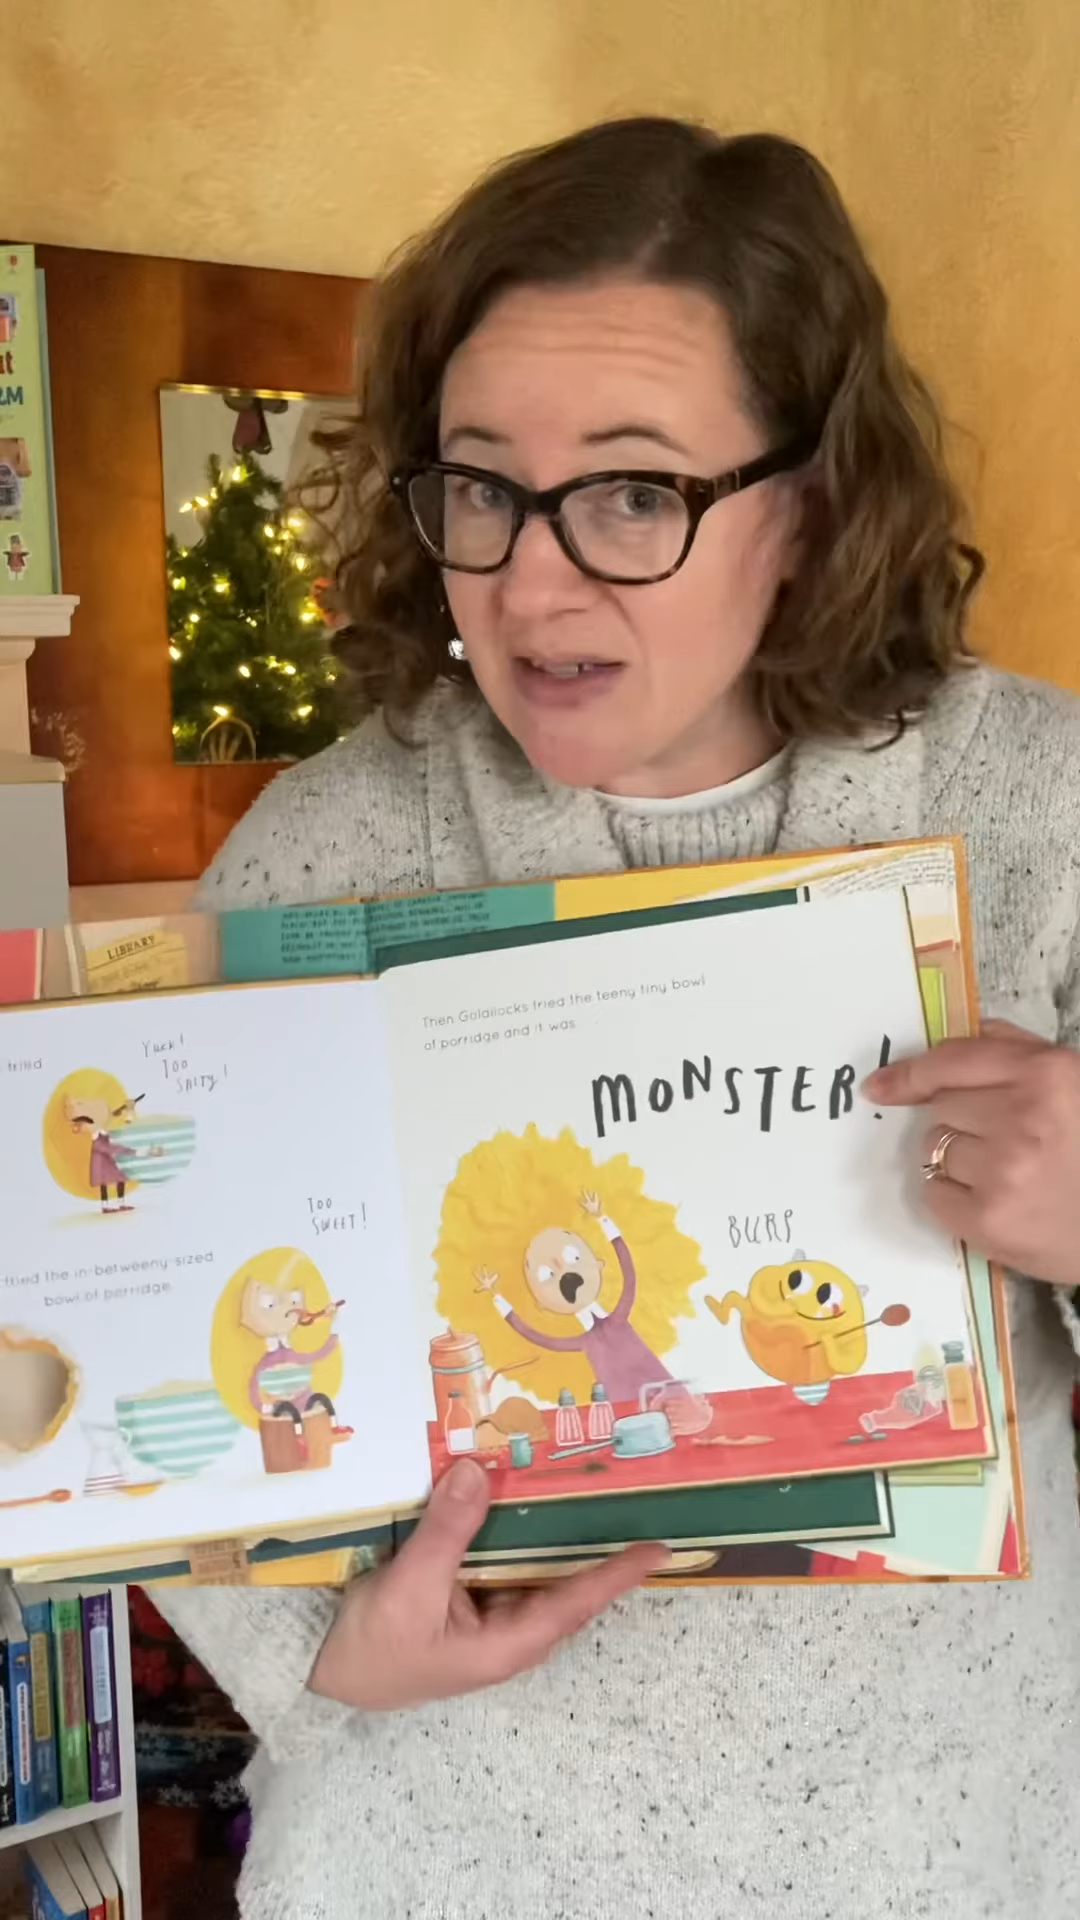 LIBRARY
tried
Yuck!
Too
SALTY!
Too
SWEET!
tried the in-betweeny-sized
bowl of porridge
Then Goldilocks tried the teeny tiny bowl
of porridge and it was
MONSTER!
BURP